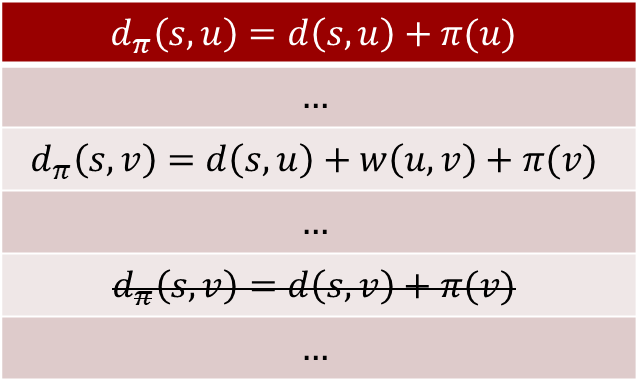 d_π(s, u) = d(s, u) + π(u)
...
d_π(s, v) = d(s, u) + w(u, v) + π(v)
...
d_π(s, v) = d(s, v) + π(v)
...